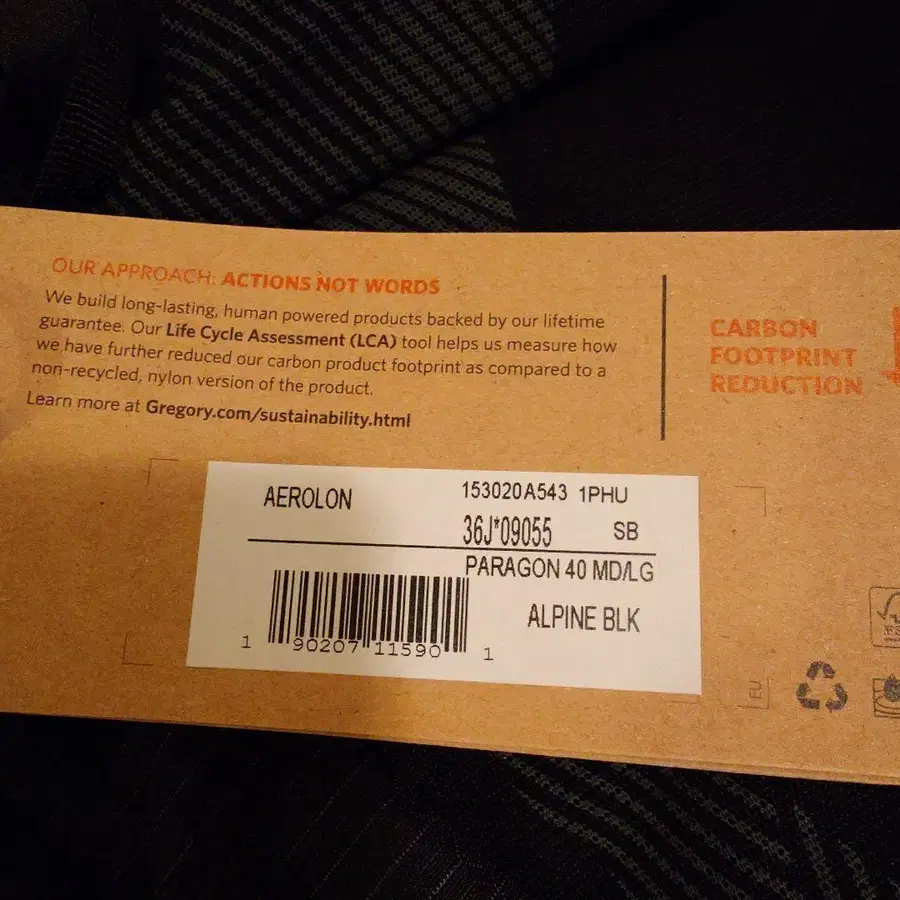 OUR APPROACH: ACTIONS NOT WORDS
We build long-lasting, human powered products backed by our lifetime
guarantee. Our Life Cycle Assessment (LCA) tool helps us measure how
we have further reduced our carbon product footprint as compared to a
non-recycled, nylon version of the product.
Learn more at Gregory.com/sustainability.html
CARBON
FOOTPRINT
REDUCTION
AEROLON
153020A543 1PHU
36J*09055 SB
PARAGON 40 MD/LG
ALPINE BLK
1 90207 11590 1
EU